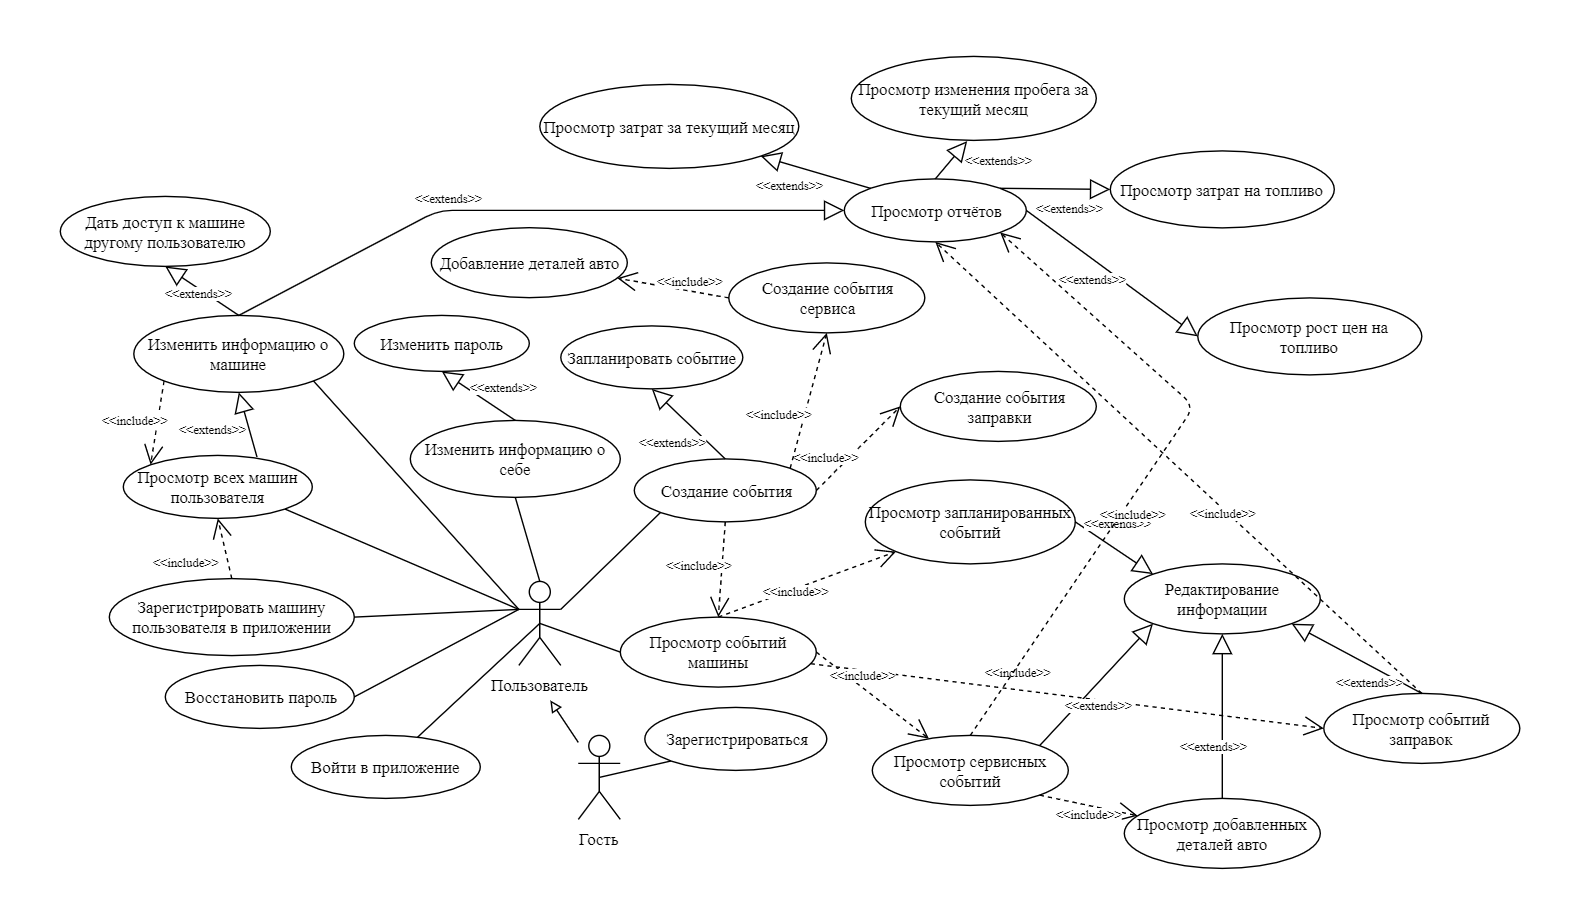 Просмотр изменения пробега за
текущий месяц
Просмотр затрат за текущий месяц
<<extends>>
<<extends>>
Просмотр затрат на топливо
<<extends>>
Просмотр отчётов
<<extends>>
Дать доступ к машине
другому пользователю
<<extends>>
Добавление деталей авто
<<include>>
Создание события
сервиса
<<extends>>
Просмотр рост цен на
топливо
Изменить информацию о
машине
Изменить пароль
<<extends>>
Запланировать событие
Создание события
заправки
<<include>>
<<include>>
<<extends>>
<<extends>>
Изменить информацию о
себе
<<include>>
Просмотр всех машин
пользователя
Создание события
Просмотр запланированных
событий
<<include>>
<<extends>>
<<include>>
<<include>>
<<include>>
<<include>>
Редактирование
информации
Зарегистрировать машину
пользователя в приложении
Просмотр событий
машины
<<include>>
<<include>>
<<extends>>
<<extends>>
Пользователь
Восстановить пароль
Зарегистрироваться
Просмотр событий
заправок
<<extends>>
Войти в приложение
Просмотр сервисных
событий
<<include>>
Просмотр добавленных
деталей авто
Гость